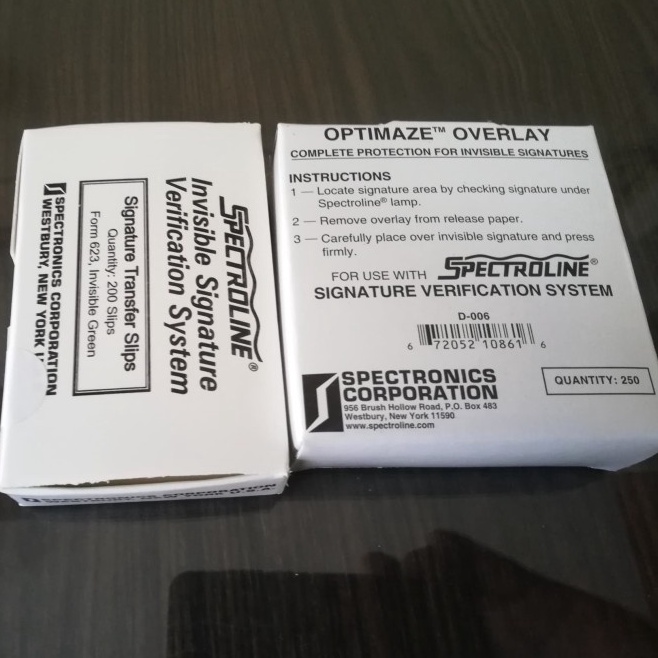 SPECTROLINE®
Invisible Signature
Verification System
Signature Transfer Slips
Quantity: 200 Slips
Form 623, Invisible Green
SPECTRONICS CORPORATION
WESTBURY, NEW YORK
SPECTRONICS CORPORATION
OPTIMAZE™ OVERLAY
COMPLETE PROTECTION FOR INVISIBLE SIGNATURES
INSTRUCTIONS
1 — Locate signature area by checking signature under
Spectroline® lamp.
2 — Remove overlay from release paper.
3 — Carefully place over invisible signature and press
firmly.
FOR USE WITH SPECTROLINE®
SIGNATURE VERIFICATION SYSTEM
D-006
6 72052 10861 6
SPECTRONICS
CORPORATION
956 Brush Hollow Road, P.O. Box 483
Westbury, New York 11590
www.spectroline.com
QUANTITY: 250